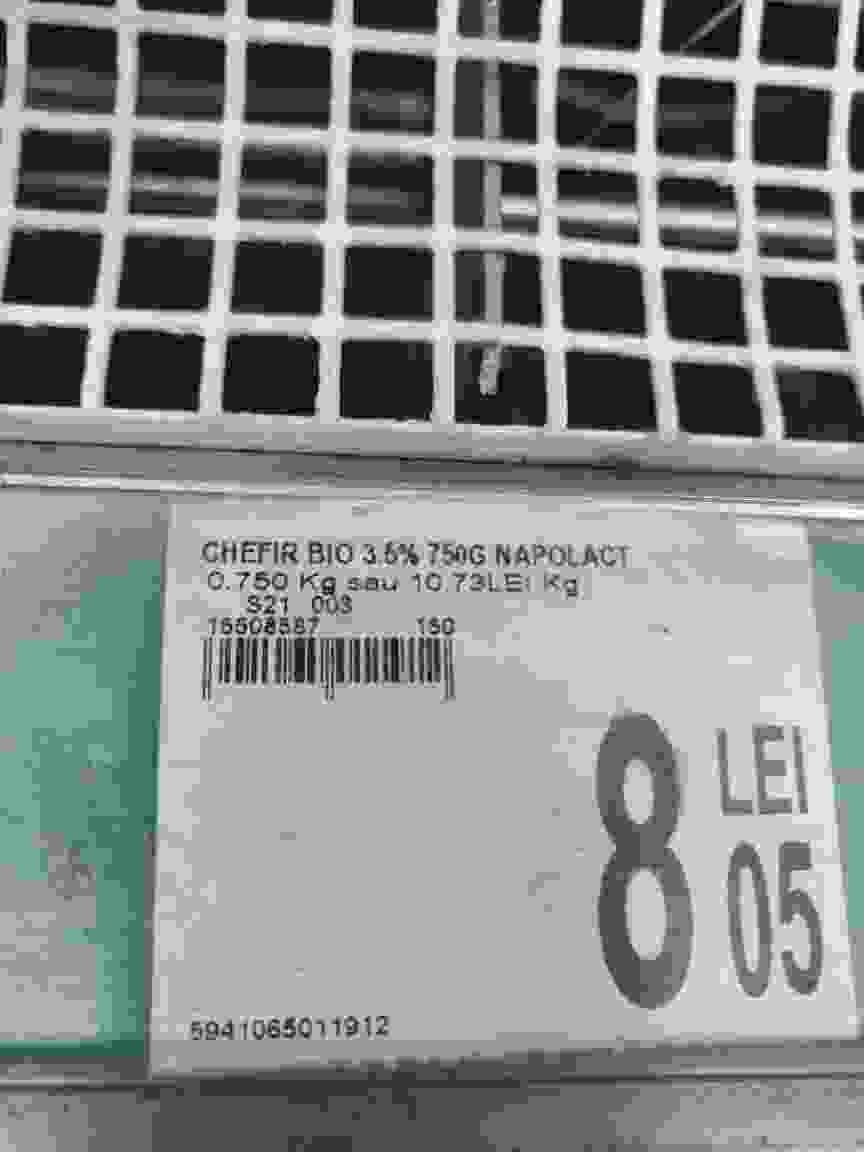 CHEFIR BIO 3.5% 750G NAPOLACT
0.750 Kg sau 10.73LEI Kg
S21 003
15508587 150
8 LEI 05
5941065011912